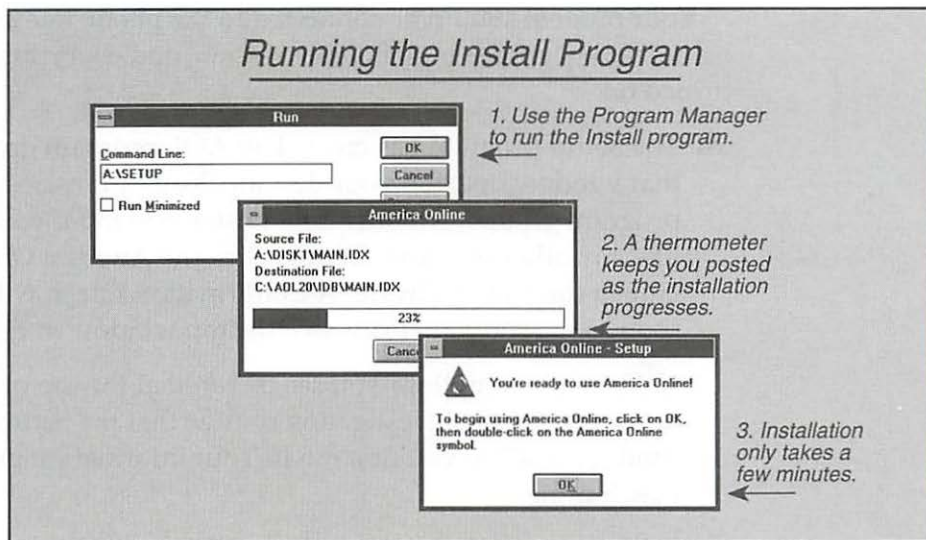 Running the Install Program
Run
Command Line:
A:\SETUP
Run Minimized
OK
Cancel
1. Use the Program Manager
to run the Install program.
America Online
Source File:
A:\DISK1\MAIN.IDX
Destination File:
C:\AOL20\IDB\MAIN.IDX
23%
2. A thermometer
keeps you posted
as the installation
progresses.
America Online - Setup
You're ready to use America Online!
To begin using America Online, click on OK,
then double-click on the America Online
symbol.
OK
3. Installation
only takes a
few minutes.